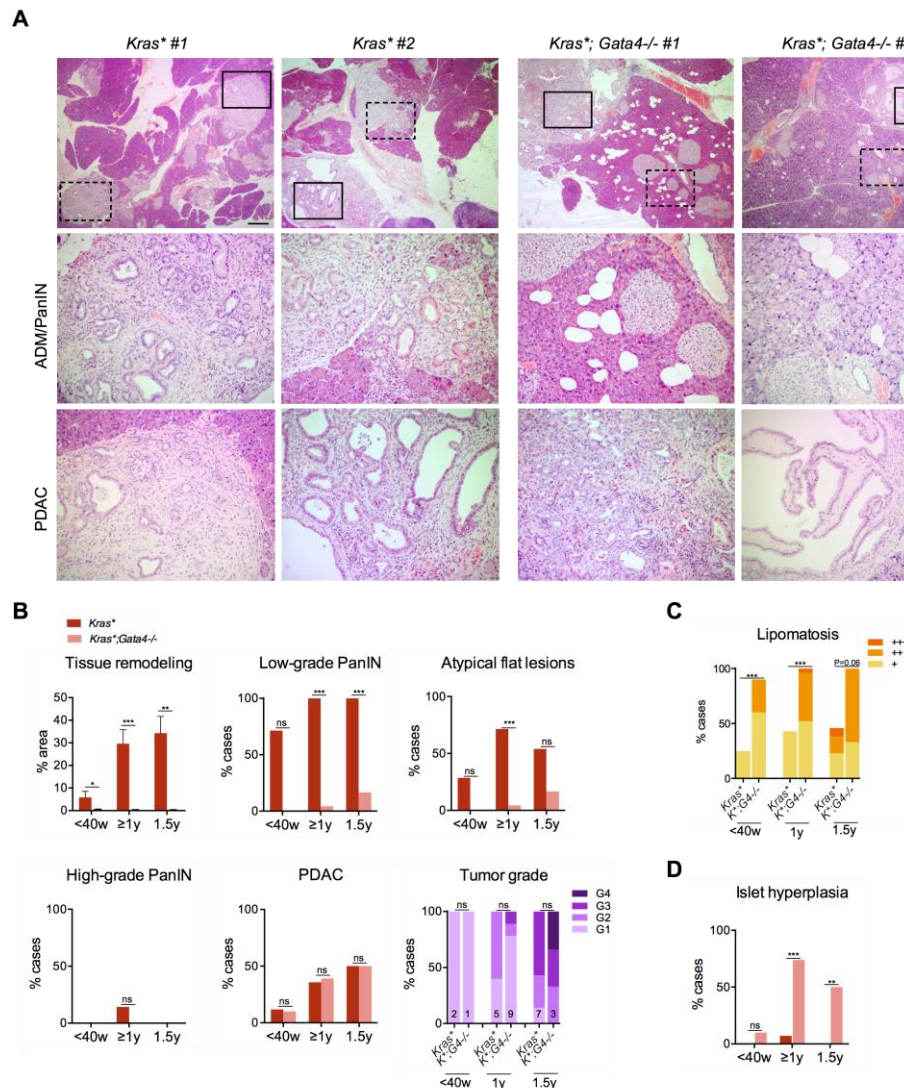 A
Kras* #1
Kras* #2
Kras*; Gata4-/- #1
Kras*; Gata4-/- #
ADM/PanIN
PDAC
B
Kras*
Kras*;Gata4-/-
Tissue remodeling
% area
50
40
30
20
10
0
*
***
**
<40w
≥1y
1.5y
Low-grade PanIN
% cases
100
50
0
ns
***
***
<40w
≥1y
1.5y
Atypical flat lesions
% cases
100
50
0
ns
***
ns
<40w
≥1y
1.5y
C
Lipomatosis
% cases
100
50
0
***
***
P=0.06
++
++
+
Kras*
K*;G4-/-
Kras*
K*;G4-/-
Kras*
K*;G4-/-
<40w
1y
1.5y
High-grade PanIN
% cases
100
50
0
ns
<40w
≥1y
1.5y
PDAC
% cases
100
50
0
ns
ns
ns
<40w
≥1y
1.5y
Tumor grade
% cases
100
50
0
ns
ns
ns
G4
G3
G2
G1
2
1
5
9
7
3
Kras*
K*;G4-/-
Kras*
K*;G4-/-
Kras*
K*;G4-/-
<40w
1y
1.5y
D
Islet hyperplasia
% cases
100
50
0
ns
***
**
<40w
≥1y
1.5y